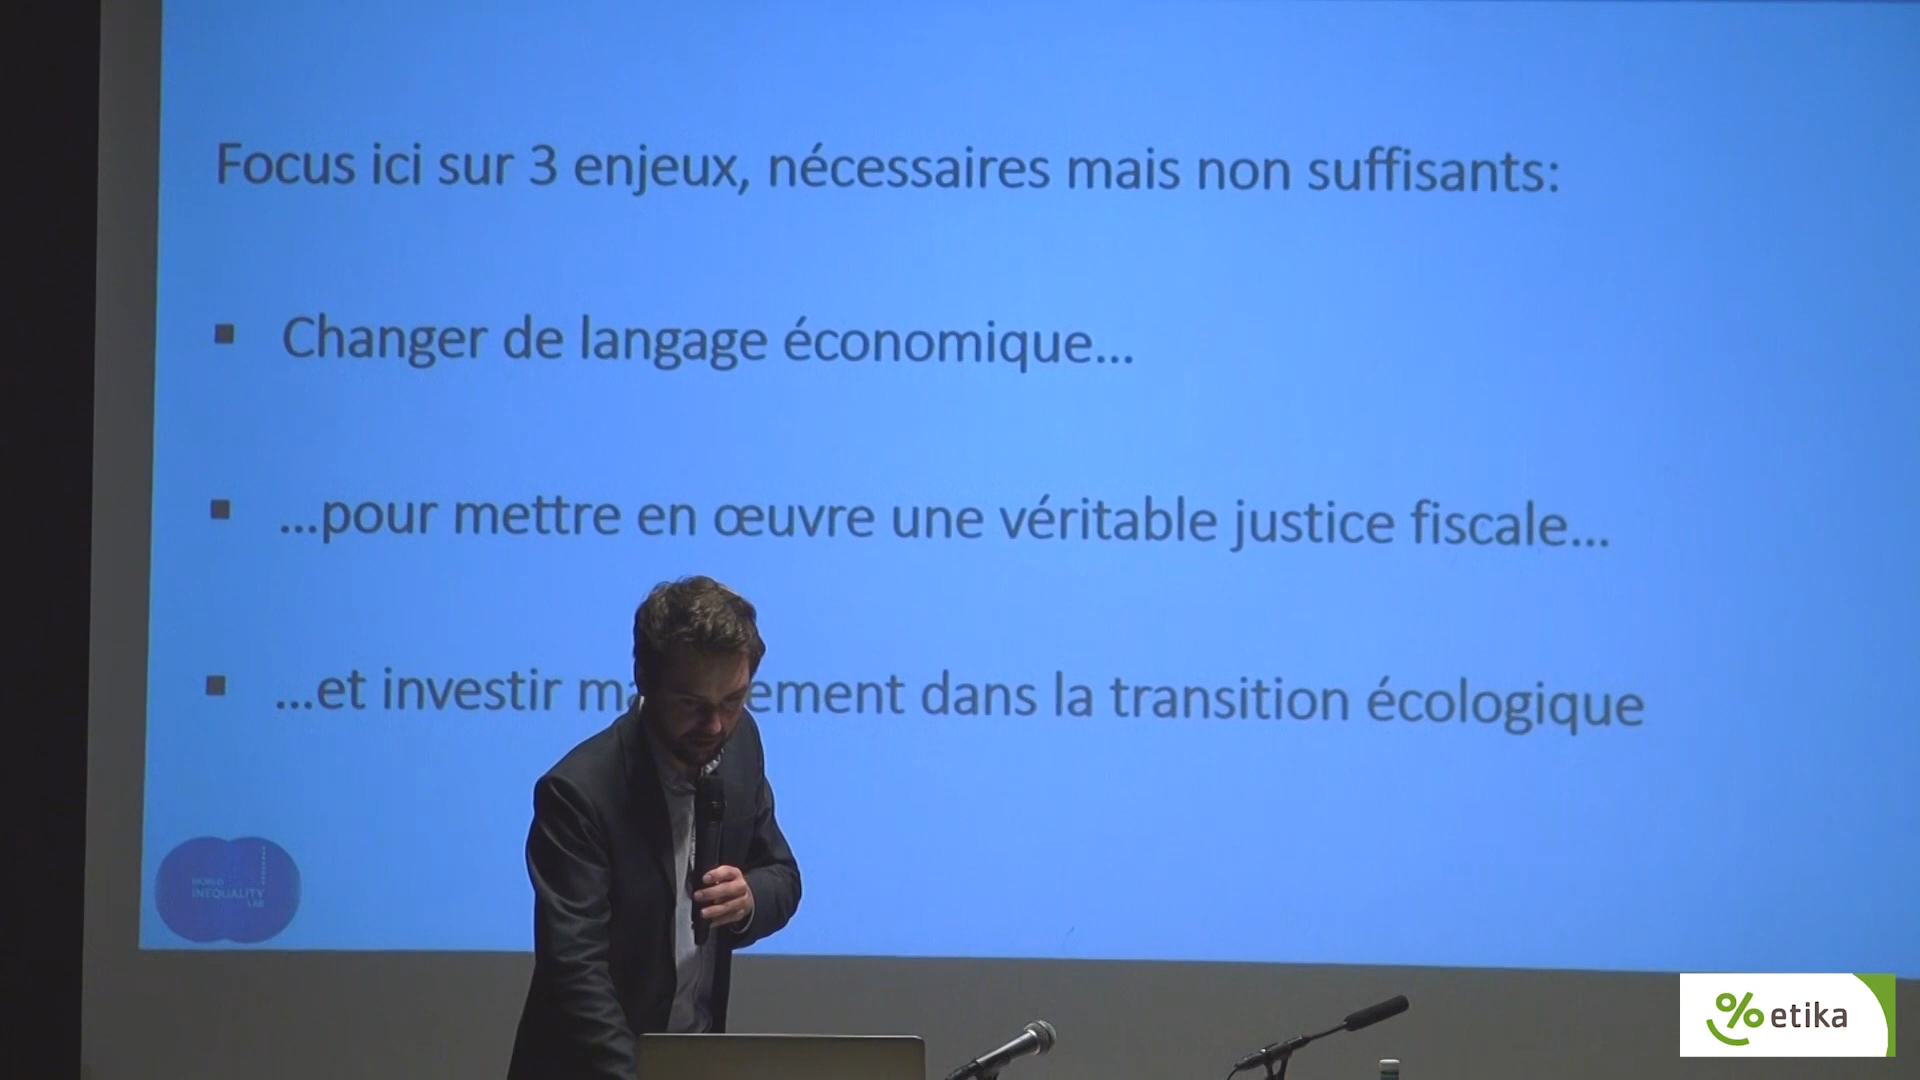 Focus ici sur 3 enjeux, nécessaires mais non suffisants:
▪ Changer de langage économique...
▪ ...pour mettre en œuvre une véritable justice fiscale...
▪ ...et investir dans la transition écologique
WORLD
INEQUALITY
LAB
% etika